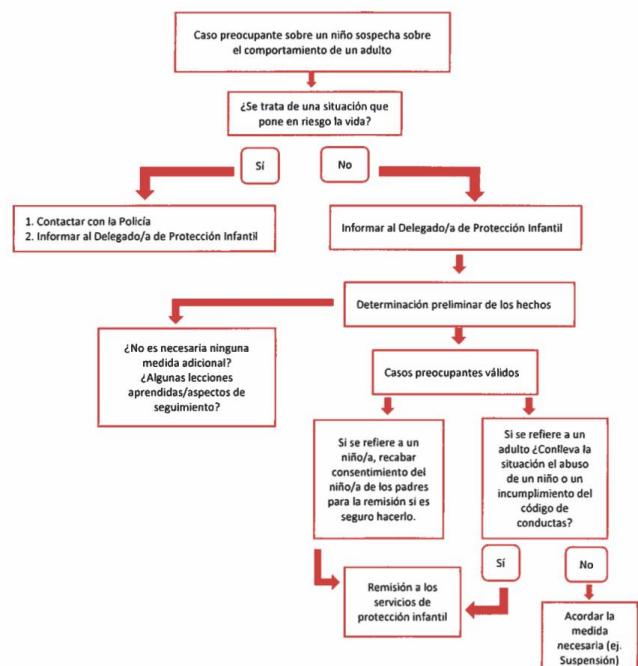 Caso preocupante sobre un niño sospecha sobre
el comportamiento de un adulto
¿Se trata de una situación que
pone en riesgo la vida?
Sí
No
1. Contactar con la Policía
2. Informar al Delegado/a de Protección Infantil
Informar al Delegado/a de Protección Infantil
Determinación preliminar de los hechos
¿No es necesaria ninguna
medida adicional?
¿Algunas lecciones
aprendidas/aspectos de
seguimiento?
Casos preocupantes válidos
Si se refiere a un
niño/a, recabar
consentimiento del
niño/a de los padres
para la remisión si es
seguro hacerlo.
Si se refiere a un
adulto ¿Conlleva la
situación el abuso
de un niño o un
incumplimiento del
código de
conductas?
Sí
No
Remisión a los
servicios de
protección infantil
Acordar la
medida
necesaria (ej.
Suspensión)